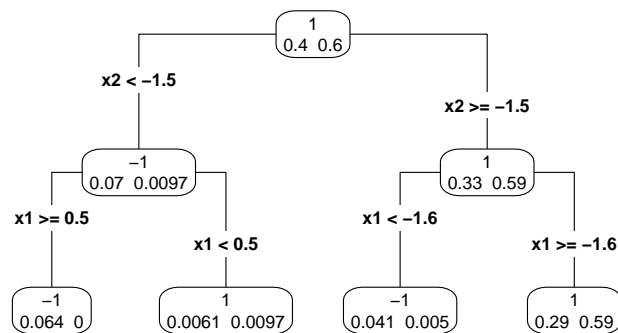 1
0.4 0.6
x2 < −1.5
x2 >= −1.5
−1
0.07 0.0097
1
0.33 0.59
x1 >= 0.5
x1 < 0.5
x1 < −1.6
x1 >= −1.6
−1
0.064 0
1
0.0061 0.0097
−1
0.041 0.005
1
0.29 0.59